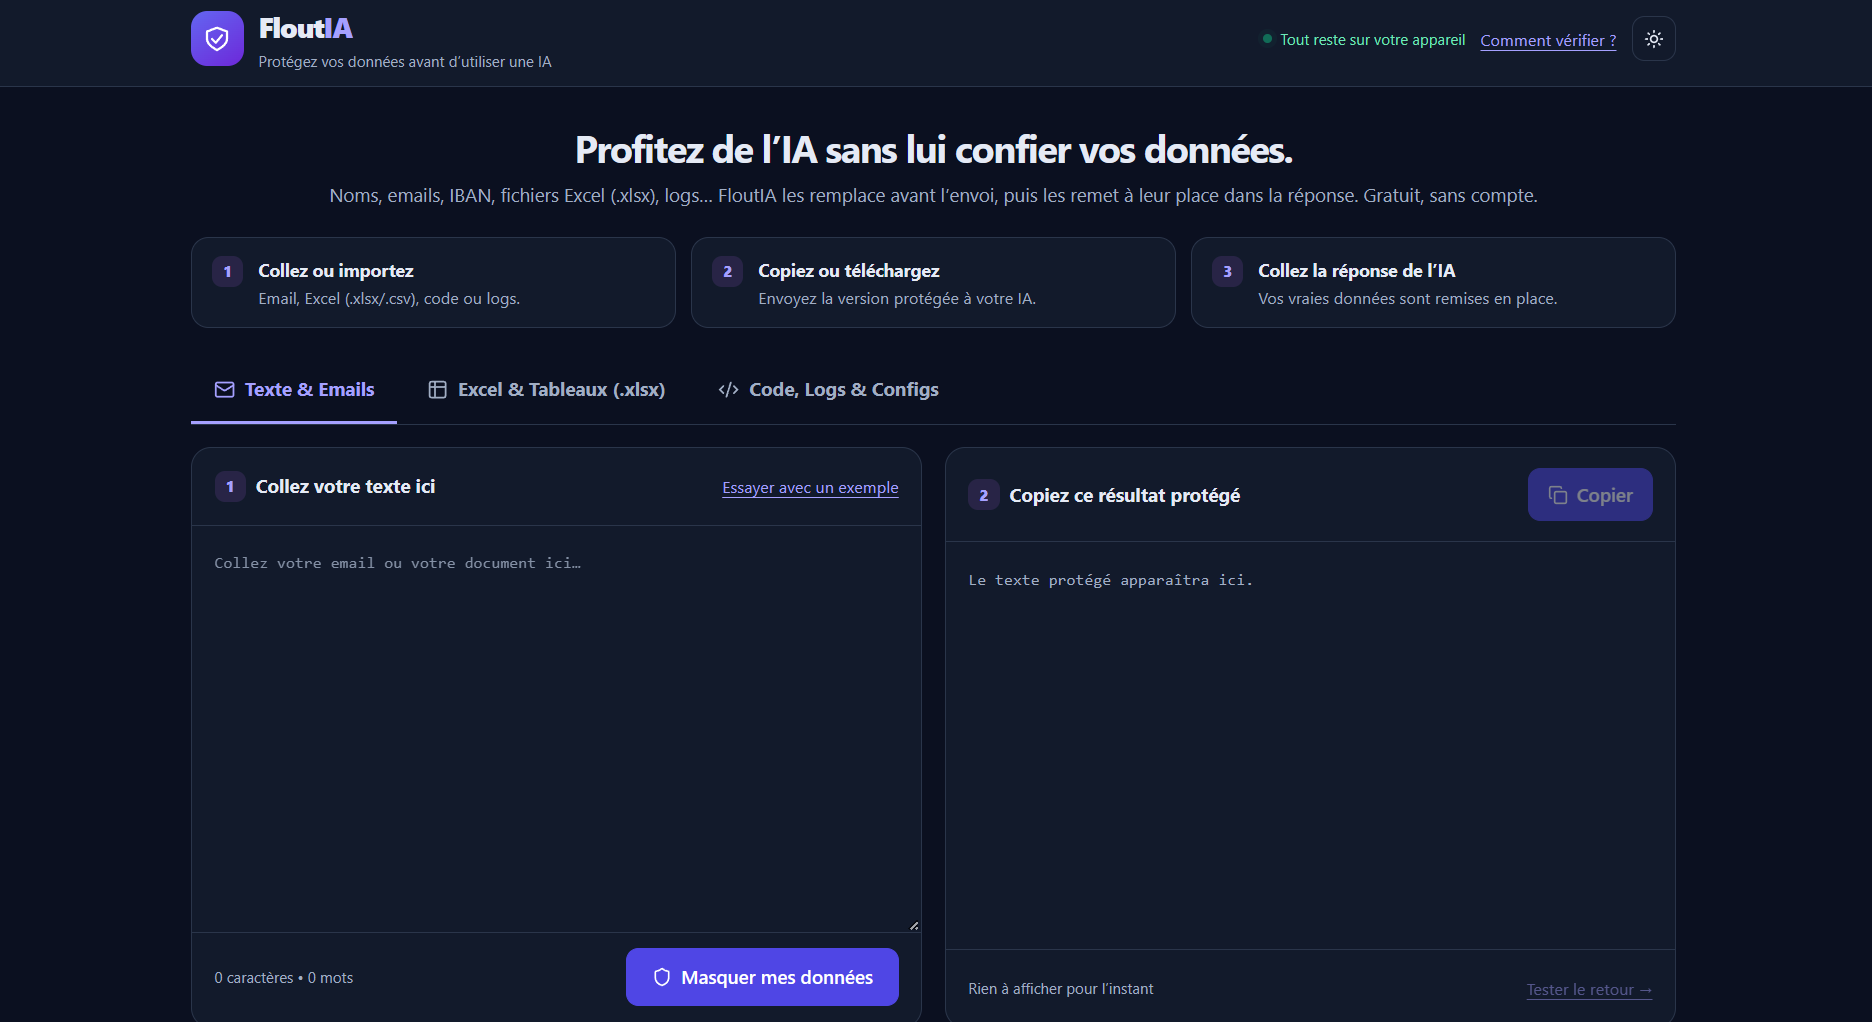 FloutIA
Protégez vos données avant d’utiliser une IA
Tout reste sur votre appareil
Comment vérifier ?
Profitez de l’IA sans lui confier vos données.
Noms, emails, IBAN, fichiers Excel (.xlsx), logs… FloutIA les remplace avant l’envoi, puis les remet à leur place dans la réponse. Gratuit, sans compte.
1 Collez ou importez
Email, Excel (.xlsx/.csv), code ou logs.
2 Copiez ou téléchargez
Envoyez la version protégée à votre IA.
3 Collez la réponse de l’IA
Vos vraies données sont remises en place.
Texte & Emails
Excel & Tableaux (.xlsx)
</> Code, Logs & Configs
1 Collez votre texte ici
Essayer avec un exemple
Collez votre email ou votre document ici…
0 caractères • 0 mots
Masquer mes données
2 Copiez ce résultat protégé
Copier
Le texte protégé apparaîtra ici.
Rien à afficher pour l’instant
Tester le retour →